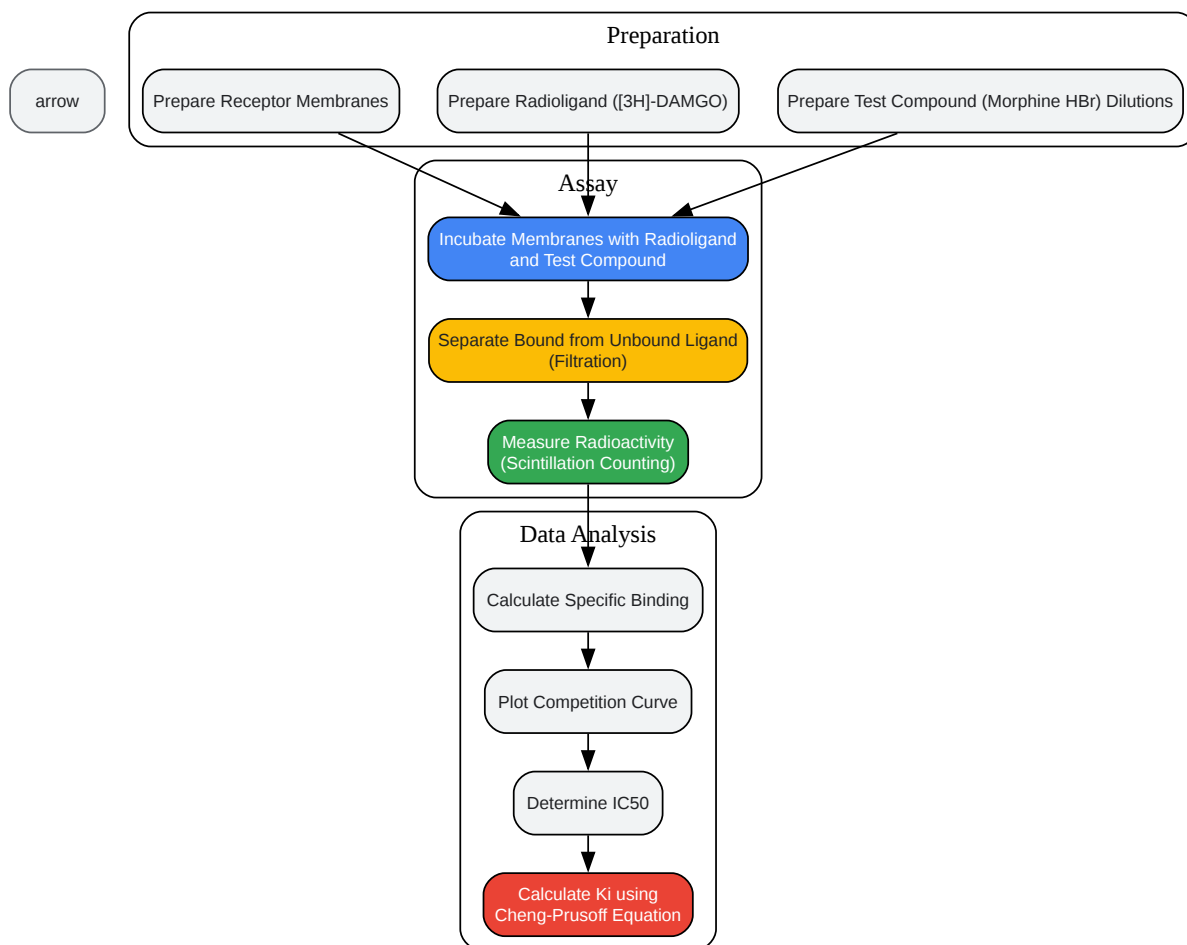 Preparation
arrow
Prepare Receptor Membranes
Prepare Radioligand ([3H]-DAMGO)
Prepare Test Compound (Morphine HBr) Dilutions
Assay
Incubate Membranes with Radioligand
and Test Compound
Separate Bound from Unbound Ligand
(Filtration)
Measure Radioactivity
(Scintillation Counting)
Data Analysis
Calculate Specific Binding
Plot Competition Curve
Determine IC50
Calculate Ki using
Cheng-Prusoff Equation